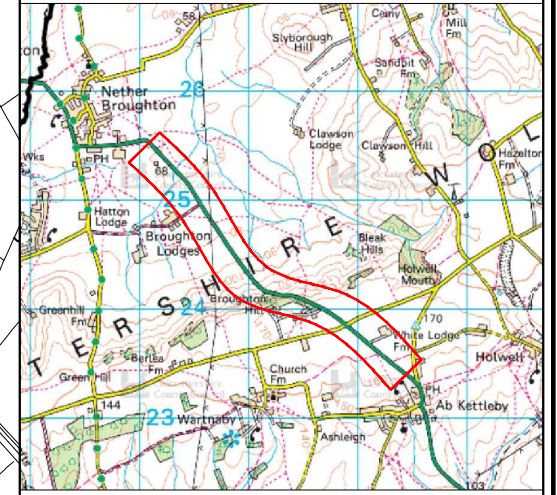 58
Cemy
Mill
Fm
Slyborough
Hill
Sandpit
Fm
26
Nether
Broughton
Clawson
Lodge
Clawson Hill
W O L
Hazelton
Fm
Wks
PH
68
25
Hatton
Lodge
Broughton
Lodges
Bleak
Hills
Holwell
Mouth
T E R S H I R E
Broughton
Hill
24
Greenhill
Fm
170
White Lodge
Fm
Holwell
Berlea
Fm
Green Hill
Church
Fm
144
PH
Ab Kettleby
23
Wartnaby
Ashleigh
103